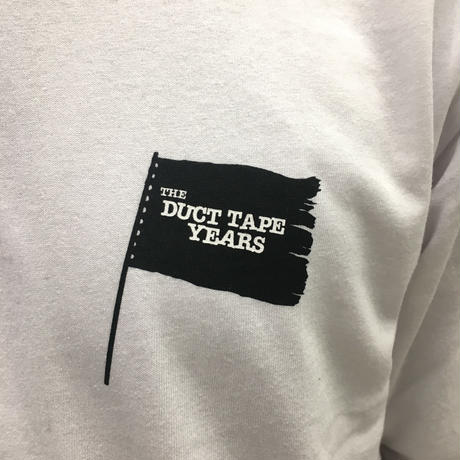 THE
DUCT TAPE
YEARS